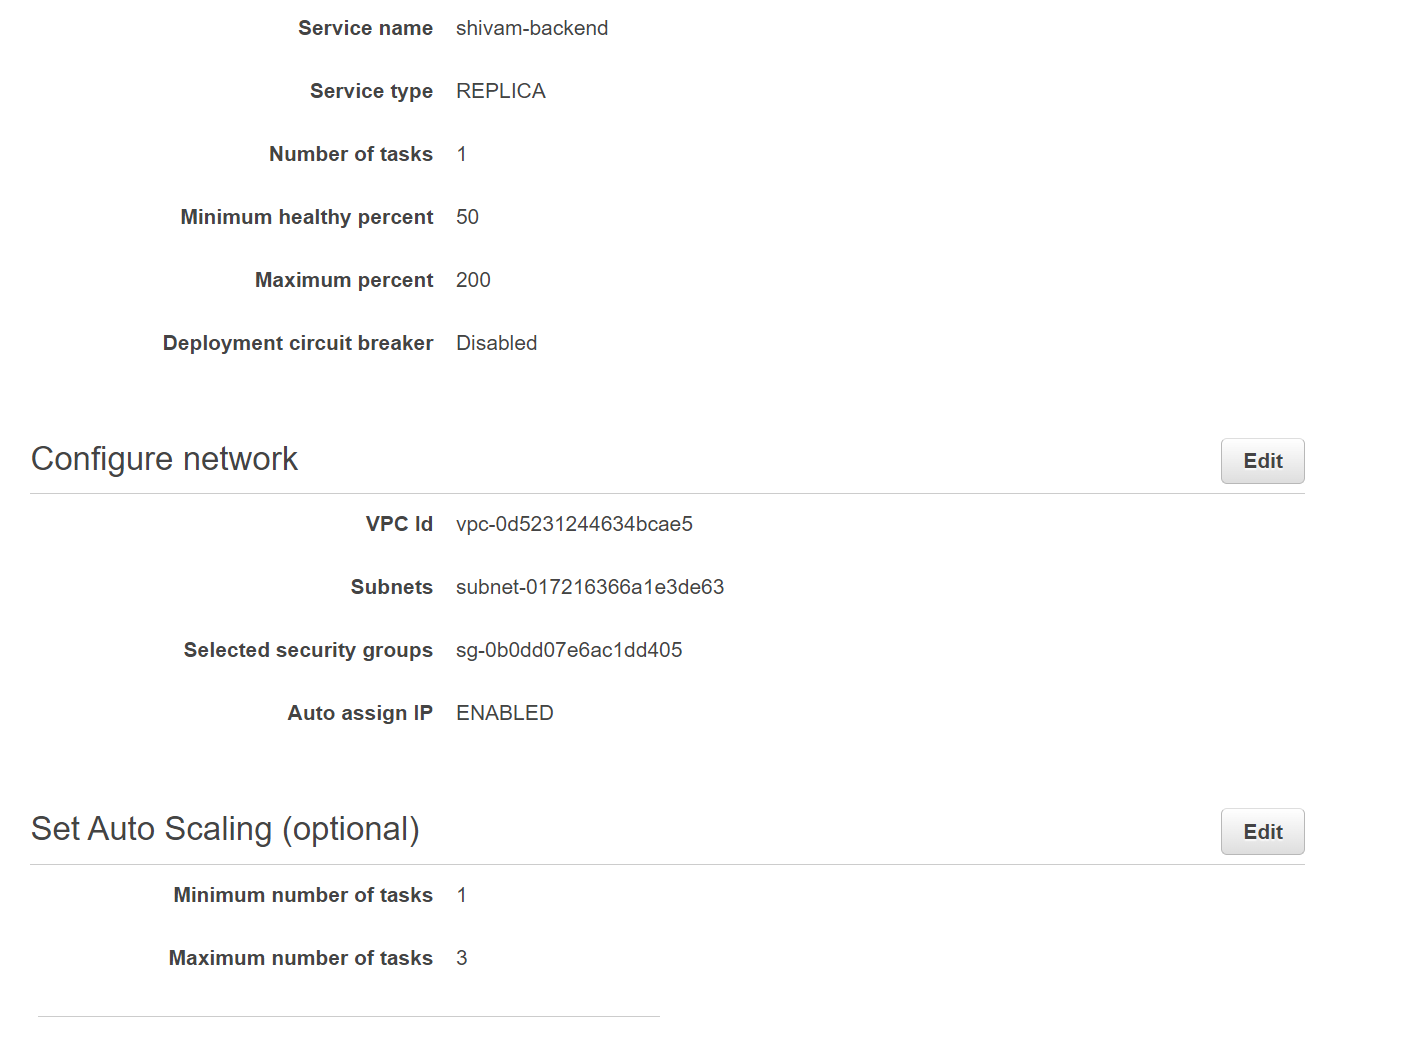 Service name shivam-backend
Service type REPLICA
Number of tasks 1
Minimum healthy percent 50
Maximum percent 200
Deployment circuit breaker Disabled
Configure network Edit
VPC Id vpc-0d5231244634bcae5
Subnets subnet-017216366a1e3de63
Selected security groups sg-0b0dd07e6ac1dd405
Auto assign IP ENABLED
Set Auto Scaling (optional) Edit
Minimum number of tasks 1
Maximum number of tasks 3